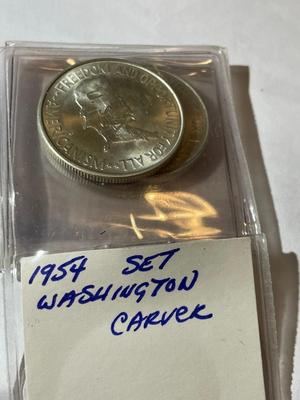 FREEDOM AND OPPORTUNITY FOR ALL
AMERICANISM
1954 SET
WASHINGTON
CARVER